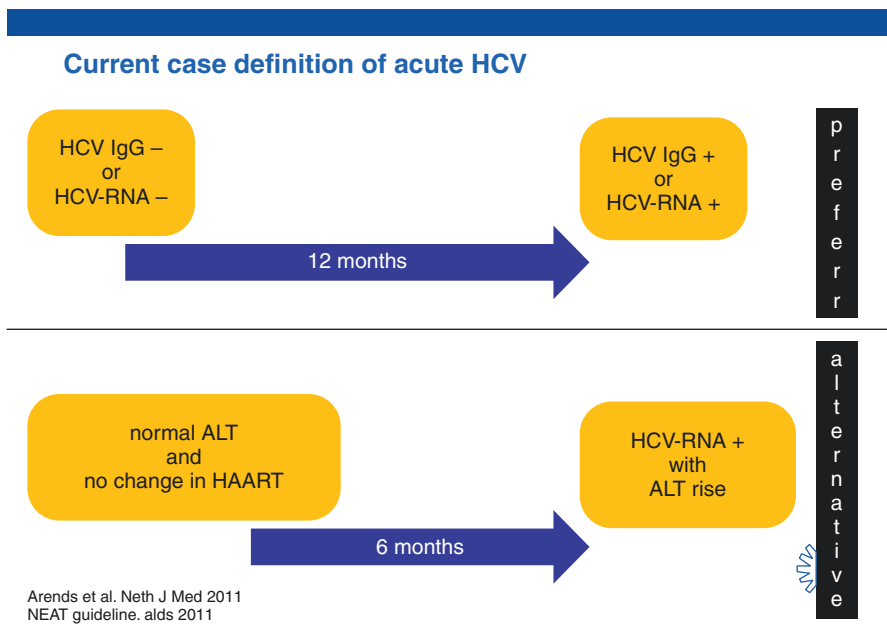 Current case definition of acute HCV
HCV IgG –
or
HCV-RNA –
12 months
HCV IgG +
or
HCV-RNA +
preferr
normal ALT
and
no change in HAART
6 months
HCV-RNA +
with
ALT rise
alternative
Arends et al. Neth J Med 2011
NEAT guideline. alds 2011